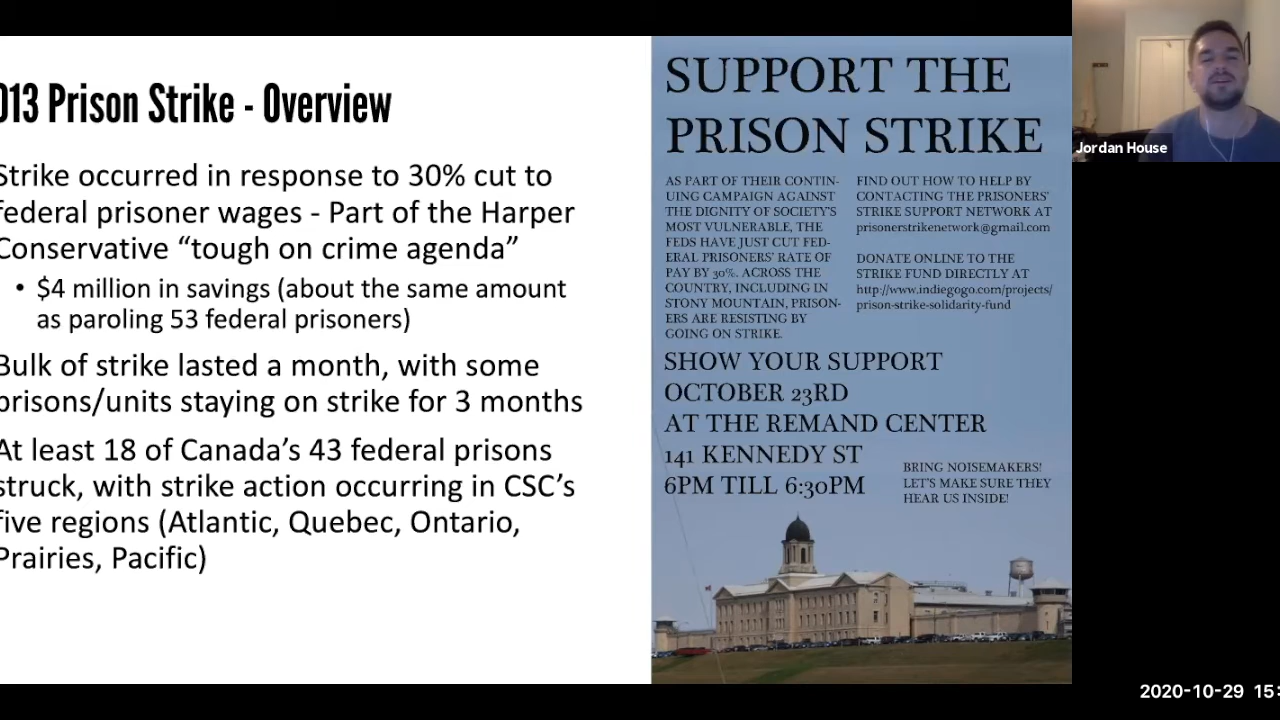 013 Prison Strike - Overview
Strike occurred in response to 30% cut to
federal prisoner wages - Part of the Harper
Conservative “tough on crime agenda”
• $4 million in savings (about the same amount
as paroling 53 federal prisoners)
Bulk of strike lasted a month, with some
prisons/units staying on strike for 3 months
At least 18 of Canada’s 43 federal prisons
struck, with strike action occurring in CSC’s
five regions (Atlantic, Quebec, Ontario,
Prairies, Pacific)
SUPPORT THE
PRISON STRIKE
AS PART OF THEIR CONTIN-
UING CAMPAIGN AGAINST
THE DIGNITY OF SOCIETY'S
MOST VULNERABLE, THE
FEDS HAVE JUST CUT FED-
ERAL PRISONERS' RATE OF
PAY BY 30%. ACROSS THE
COUNTRY, INCLUDING IN
STONY MOUNTAIN, PRISON-
ERS ARE RESISTING BY
GOING ON STRIKE.
FIND OUT HOW TO HELP BY
CONTACTING THE PRISONERS'
STRIKE SUPPORT NETWORK AT
prisonerstrikenetwork@gmail.com
DONATE ONLINE TO THE
STRIKE FUND DIRECTLY AT
http://www.indiegogo.com/projects/
prison-strike-solidarity-fund
SHOW YOUR SUPPORT
OCTOBER 23RD
AT THE REMAND CENTER
141 KENNEDY ST
6PM TILL 6:30PM
BRING NOISEMAKERS!
LET'S MAKE SURE THEY
HEAR US INSIDE!
Jordan House
2020-10-29 15: